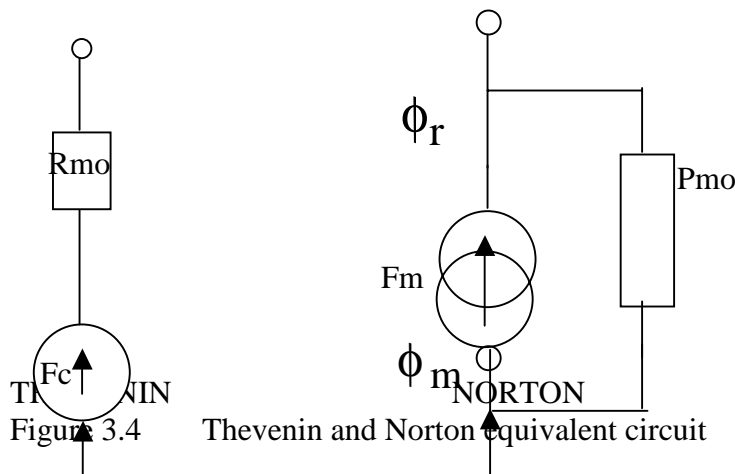 ϕr
Rmo
Pmo
Fm
Fc
ϕm
NORTON
Figure 3.4 Thevenin and Norton equivalent circuit